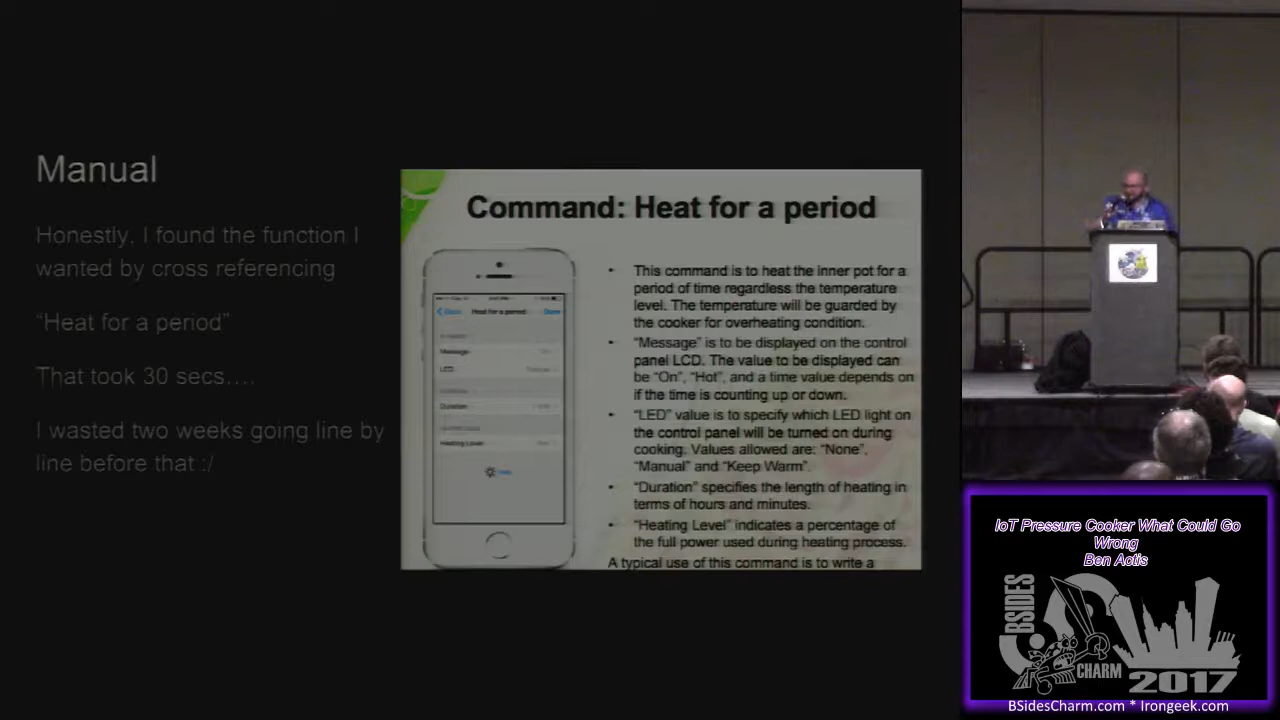 Manual
Honestly. I found the function I
wanted by cross referencing
“Heat for a period”
That took 30 secs….
I wasted two weeks going line by
line before that :/
Command: Heat for a period
Heat for a period
Message
LED
Duration
Heating Level
• This command is to heat the inner pot for a
period of time regardless the temperature
level. The temperature will be guarded by
the cooker for overheating condition.
• “Message” is to be displayed on the control
panel LCD. The value to be displayed can
be “On”, “Hot”, and a time value depends on
if the time is counting up or down.
• “LED” value is to specify which LED light on
the control panel will be turned on during
cooking. Values allowed are: “None”,
“Manual” and “Keep Warm”.
• “Duration” specifies the length of heating in
terms of hours and minutes.
• “Heating Level” indicates a percentage of
the full power used during heating process.
A typical use of this command is to write a
IoT Pressure Cooker What Could Go
Wrong
Ben Actis
BSIDES
CHARM
2017
BSidesCharm.com * Irongeek.com